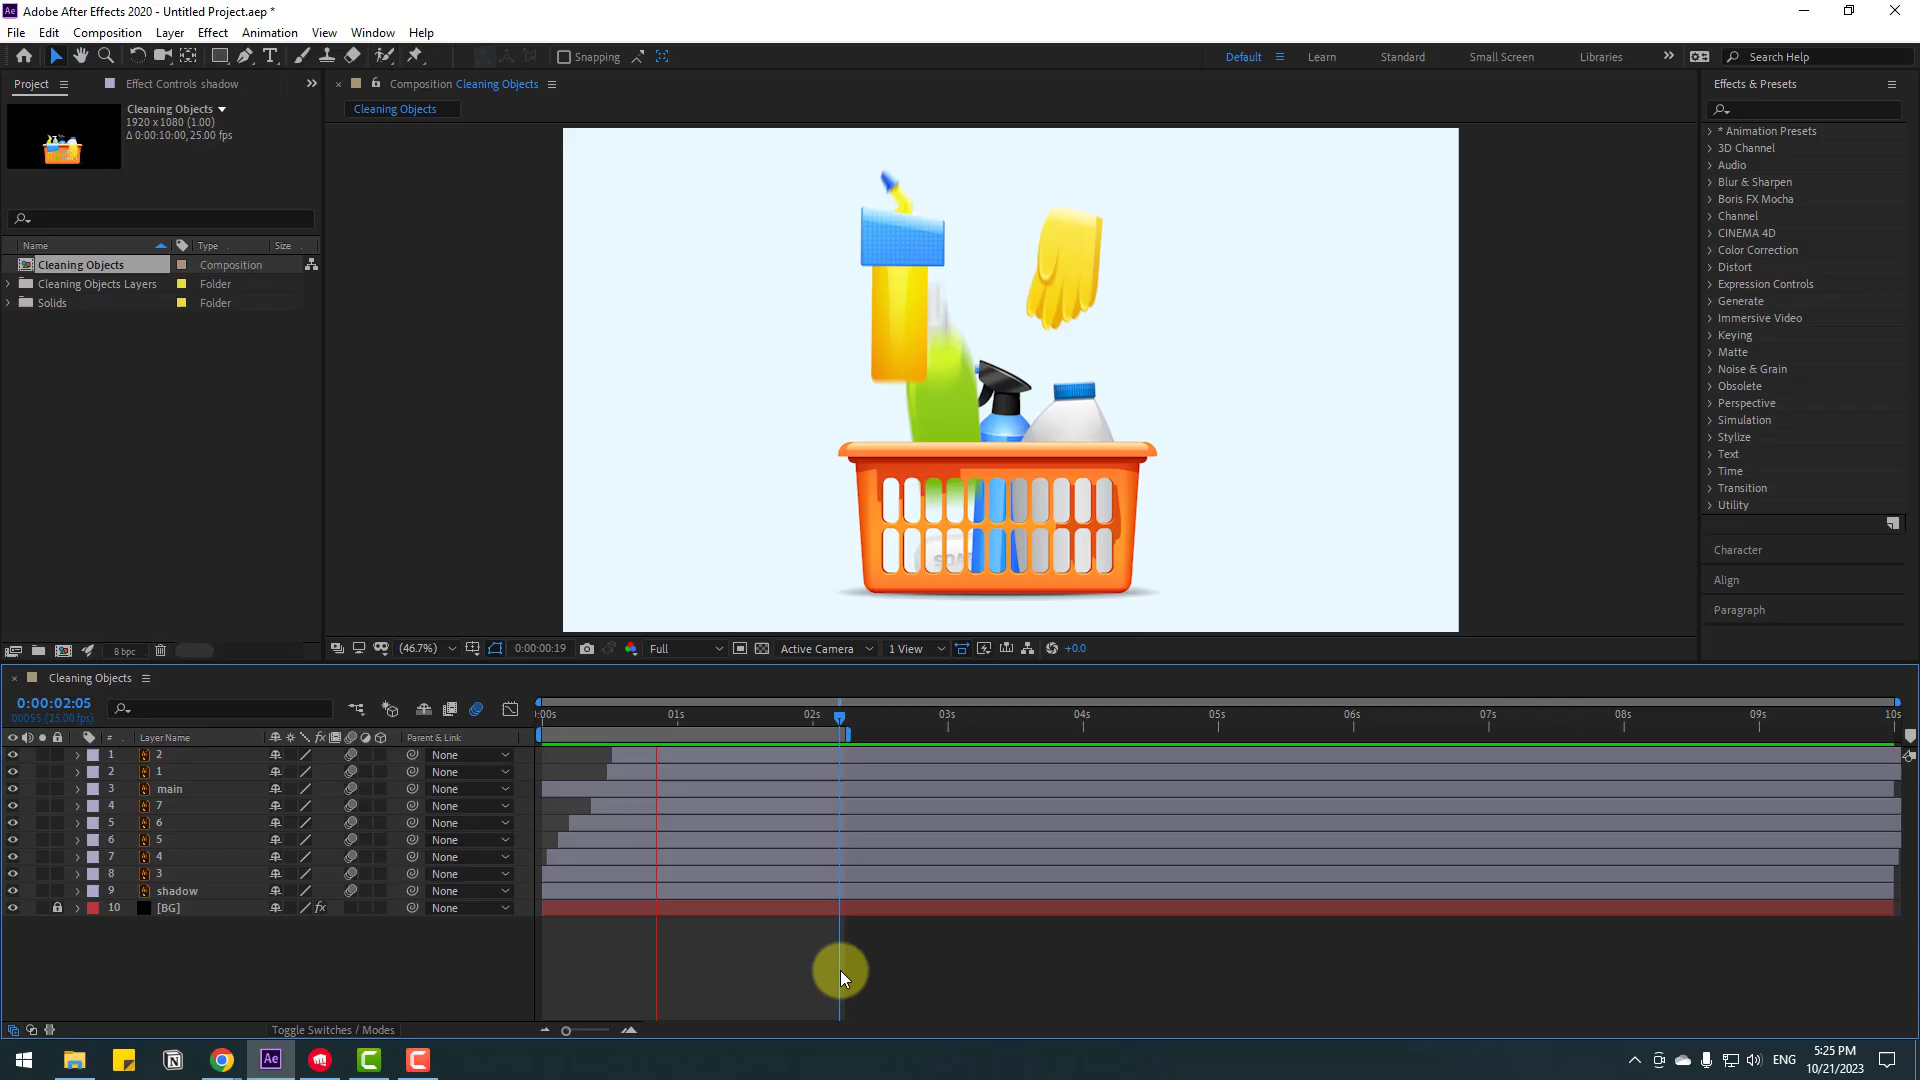 Adobe After Effects 2020 - Untitled Project.aep *
File Edit Composition Layer Effect Animation View Window Help
Snapping Default Learn Standard Small Screen Libraries Search Help
Project Effect Controls shadow
Cleaning Objects
1920 x 1080 (1.00)
Δ 0:00:10:00, 25.00 fps
Name Type Size
Cleaning Objects Composition
Cleaning Objects Layers Folder
Solids Folder
8 bpc
Composition Cleaning Objects
Cleaning Objects
SOAP
(46.7%) 0:00:00:19 Full Active Camera 1 View +0.0
Effects & Presets
* Animation Presets
3D Channel
Audio
Blur & Sharpen
Boris FX Mocha
Channel
CINEMA 4D
Color Correction
Distort
Expression Controls
Generate
Immersive Video
Keying
Matte
Noise & Grain
Obsolete
Perspective
Simulation
Stylize
Text
Time
Transition
Utility
Character
Align
Paragraph
Cleaning Objects
0:00:02:05
00055 (25.00 fps)
:00s 01s 02s 03s 04s 05s 06s 07s 08s 09s 10s
# Layer Name fx Parent & Link
1 2 None
2 1 None
3 main None
4 7 None
5 6 None
6 5 None
7 4 None
8 3 None
9 shadow None
10 [BG] fx None
Toggle Switches / Modes
Ae
ENG
5:25 PM
10/21/2023